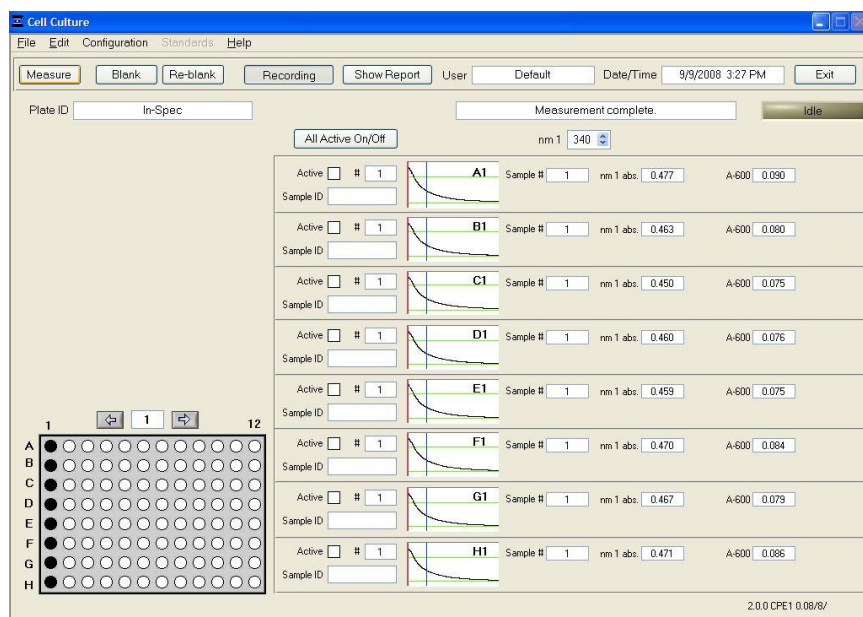 Cell Culture
File Edit Configuration Standards Help
Measure Blank Re-blank Recording Show Report User Default Date/Time 9/9/2008 3:27 PM Exit
Plate ID In-Spec Measurement complete. Idle
All Active On/Off nm 1 340
Active # 1 A1 Sample # 1 nm 1 abs. 0.477 A-600 0.090
Sample ID
Active # 1 B1 Sample # 1 nm 1 abs. 0.463 A-600 0.080
Sample ID
Active # 1 C1 Sample # 1 nm 1 abs. 0.450 A-600 0.075
Sample ID
Active # 1 D1 Sample # 1 nm 1 abs. 0.460 A-600 0.076
Sample ID
Active # 1 E1 Sample # 1 nm 1 abs. 0.459 A-600 0.075
Sample ID
Active # 1 F1 Sample # 1 nm 1 abs. 0.470 A-600 0.084
Sample ID
Active # 1 G1 Sample # 1 nm 1 abs. 0.467 A-600 0.079
Sample ID
Active # 1 H1 Sample # 1 nm 1 abs. 0.471 A-600 0.086
Sample ID
1 1 12
A
B
C
D
E
F
G
H
2.0.0 CPE1 0.08/8/